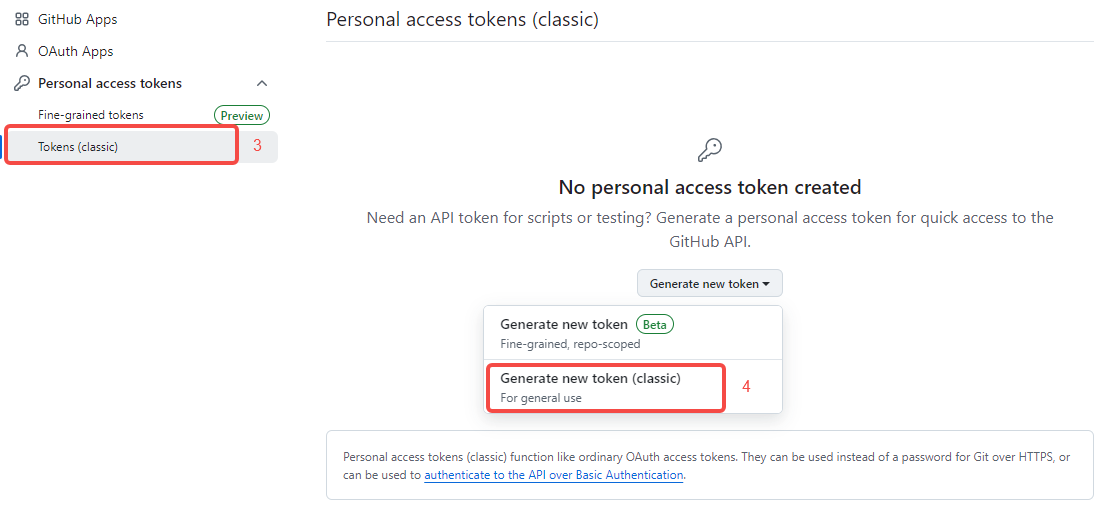 GitHub Apps
OAuth Apps
Personal access tokens
Fine-grained tokens
Preview
Tokens (classic)
3
Personal access tokens (classic)
No personal access token created
Need an API token for scripts or testing? Generate a personal access token for quick access to the
GitHub API.
Generate new token
Generate new token Beta
Fine-grained, repo-scoped
Generate new token (classic)
4
For general use
Personal access tokens (classic) function like ordinary OAuth access tokens. They can be used instead of a password for Git over HTTPS, or
can be used to authenticate to the API over Basic Authentication.